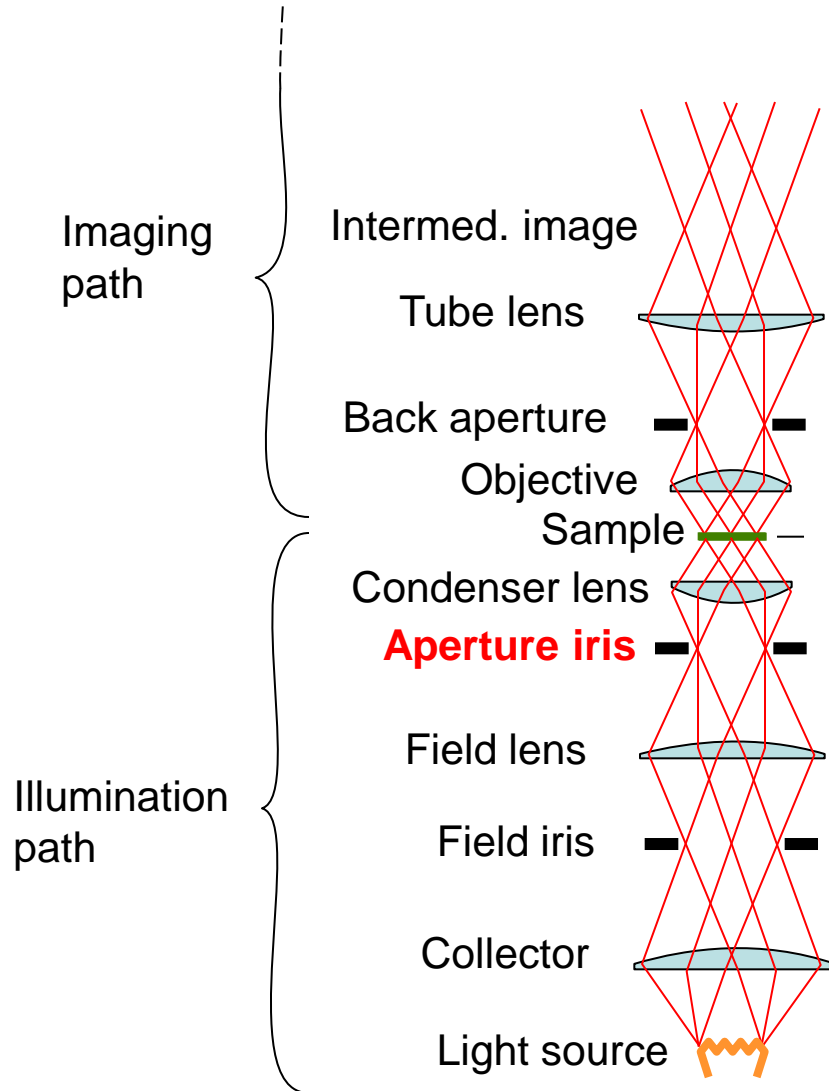 Imaging
path
Intermed. image
Tube lens
Back aperture
Objective
Sample
Condenser lens
Aperture iris
Field lens
Illumination
path
Field iris
Collector
Light source